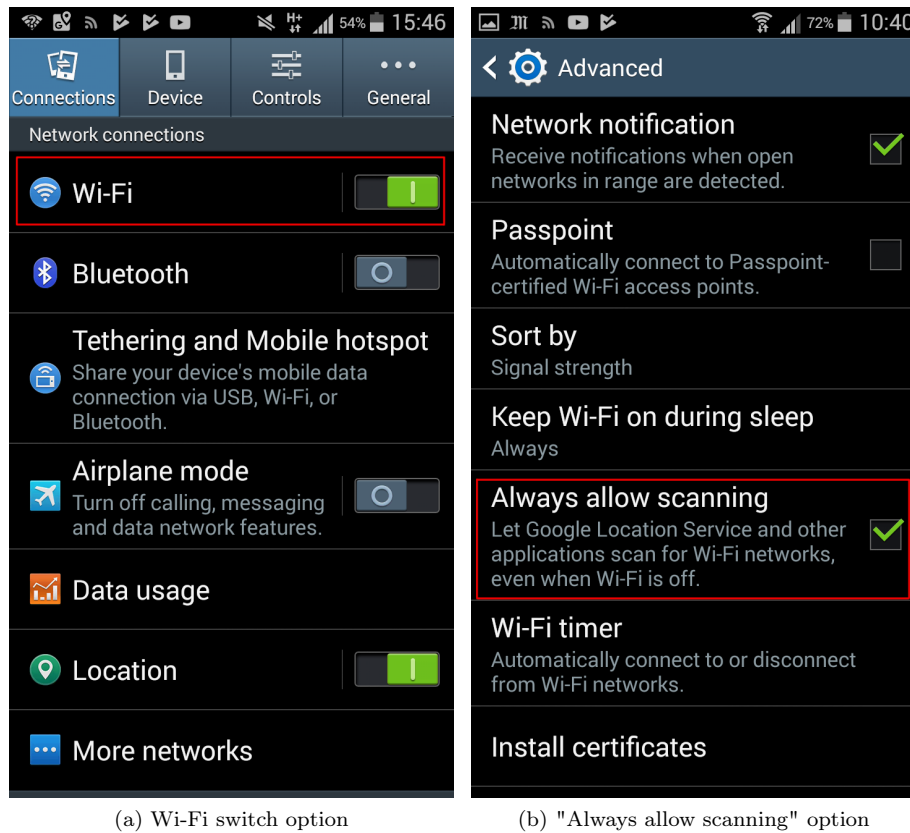 H+
54%
15:46
Connections
Device
Controls
General
Network connections
Wi-Fi
Bluetooth
Tethering and Mobile hotspot
Share your device's mobile data
connection via USB, Wi-Fi, or
Bluetooth.
Airplane mode
Turn off calling, messaging
and data network features.
Data usage
Location
More networks
(a) Wi-Fi switch option
72%
10:40
Advanced
Network notification
Receive notifications when open
networks in range are detected.
Passpoint
Automatically connect to Passpoint-
certified Wi-Fi access points.
Sort by
Signal strength
Keep Wi-Fi on during sleep
Always
Always allow scanning
Let Google Location Service and other
applications scan for Wi-Fi networks,
even when Wi-Fi is off.
Wi-Fi timer
Automatically connect to or disconnect
from Wi-Fi networks.
Install certificates
(b) "Always allow scanning" option